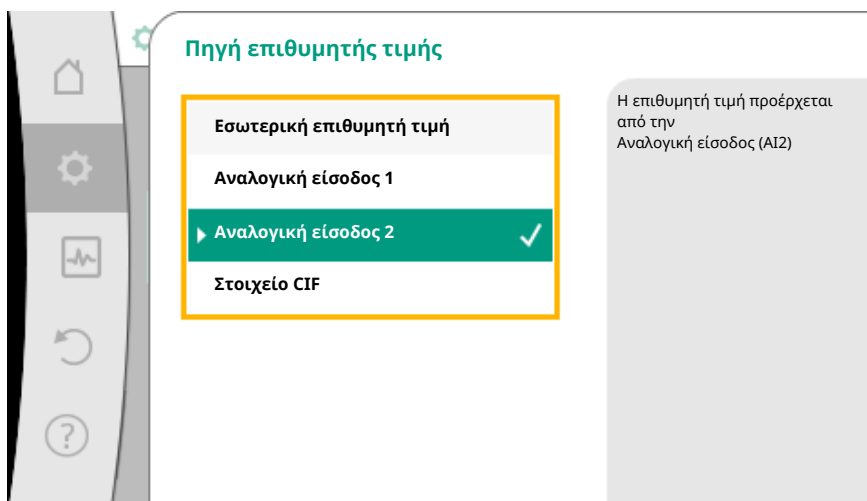 Πηγή επιθυμητής τιμής
Εσωτερική επιθυμητή τιμή
Αναλογική είσοδος 1
Αναλογική είσοδος 2
Στοιχείο CIF
Η επιθυμητή τιμή προέρχεται
από την
Αναλογική είσοδος (AI2)
?